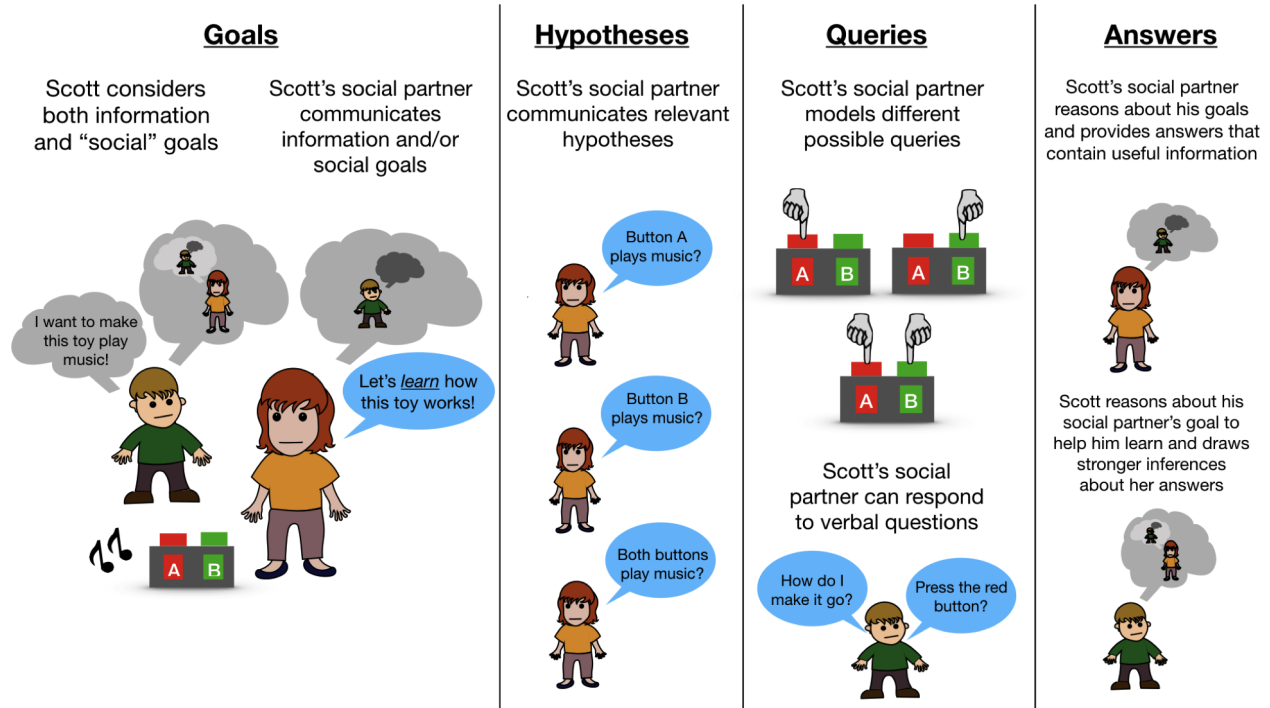 Goals
Scott considers
both information
and “social” goals
Scott’s social partner
communicates
information and/or
social goals
I want to make
this toy play
music!
Let's learn how
this toy works!
A
B
Hypotheses
Scott’s social partner
communicates relevant
hypotheses
Button A
plays music?
Button B
plays music?
Both buttons
play music?
Queries
Scott’s social partner
models different
possible queries
A
B
A
B
A
B
Scott’s social
partner can respond
to verbal questions
How do I
make it go?
Press the red
button?
Answers
Scott’s social partner
reasons about his goals
and provides answers that
contain useful information
Scott reasons about his
social partner’s goal to
help him learn and draws
stronger inferences
about her answers